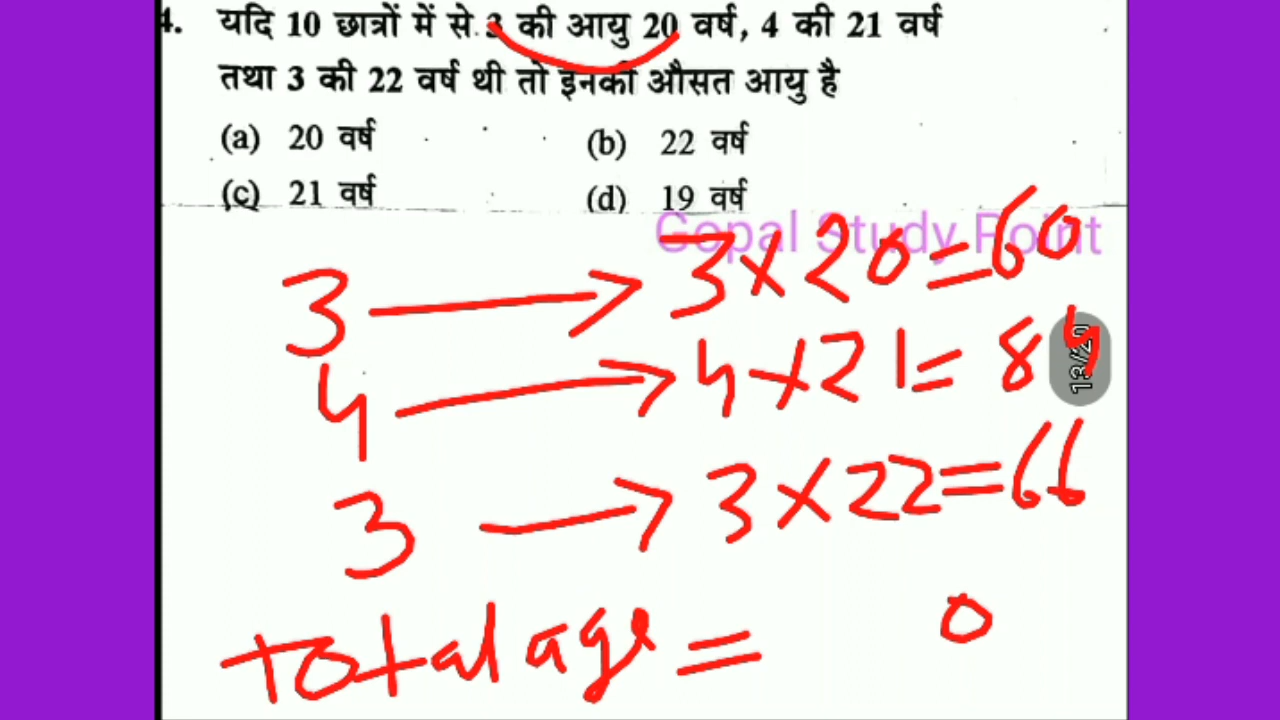 4. यदि 10 छात्रों में से 3 की आयु 20 वर्ष, 4 की 21 वर्ष
तथा 3 की 22 वर्ष थी तो इनकी औसत आयु है
(a) 20 वर्ष (b) 22 वर्ष
(c) 21 वर्ष (d) 19 वर्ष
Gopal Study Point
3 → 3×20=60
4 → 4×21=84
13/20
3 → 3×22=66
total age = 0